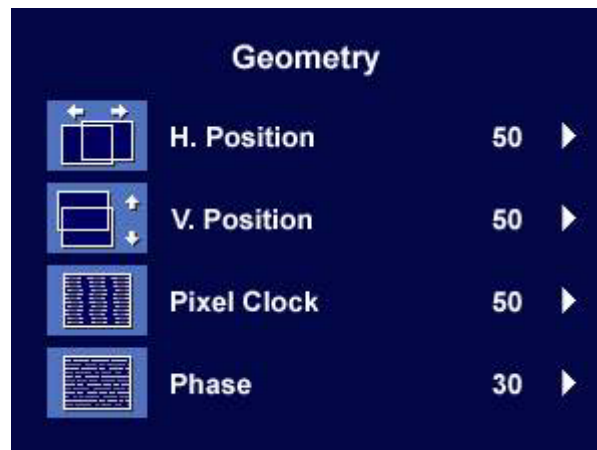 Geometry
H. Position 50
V. Position 50
Pixel Clock 50
Phase 30